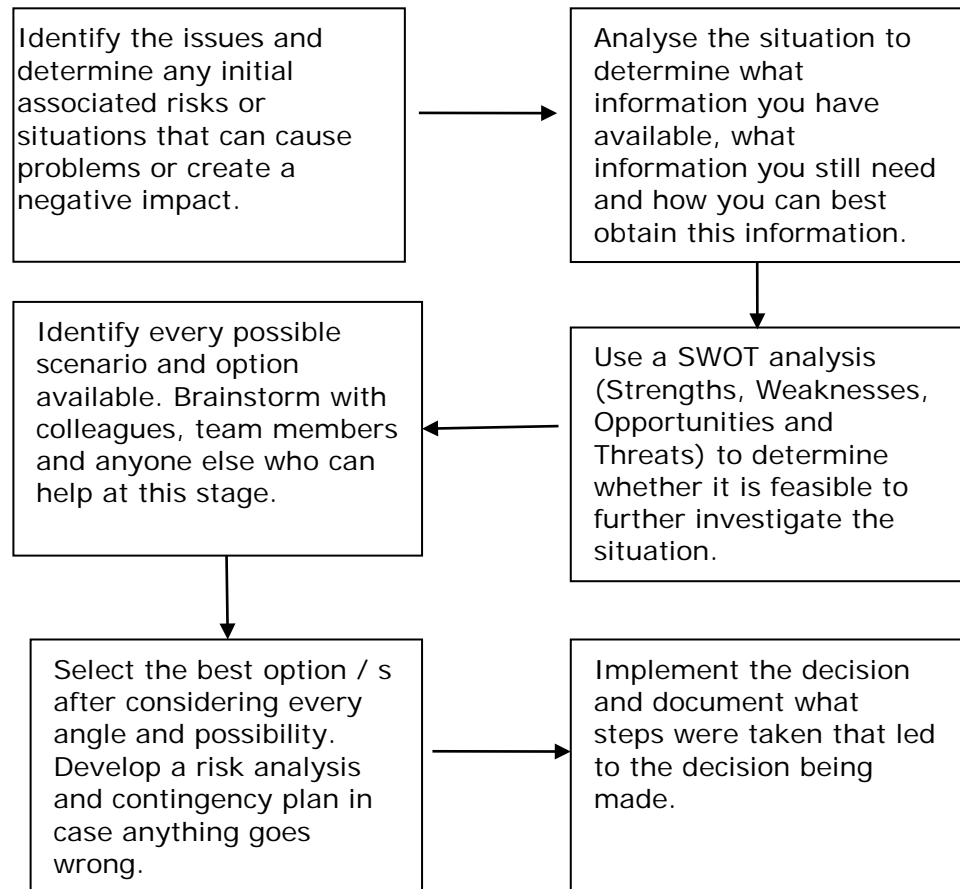 Identify the issues and
determine any initial
associated risks or
situations that can cause
problems or create a
negative impact.
Analyse the situation to
determine what
information you have
available, what
information you still need
and how you can best
obtain this information.
Use a SWOT analysis
(Strengths, Weaknesses,
Opportunities and
Threats) to determine
whether it is feasible to
further investigate the
situation.
Identify every possible
scenario and option
available. Brainstorm with
colleagues, team members
and anyone else who can
help at this stage.
Select the best option / s
after considering every
angle and possibility.
Develop a risk analysis
and contingency plan in
case anything goes
wrong.
Implement the decision
and document what
steps were taken that led
to the decision being
made.